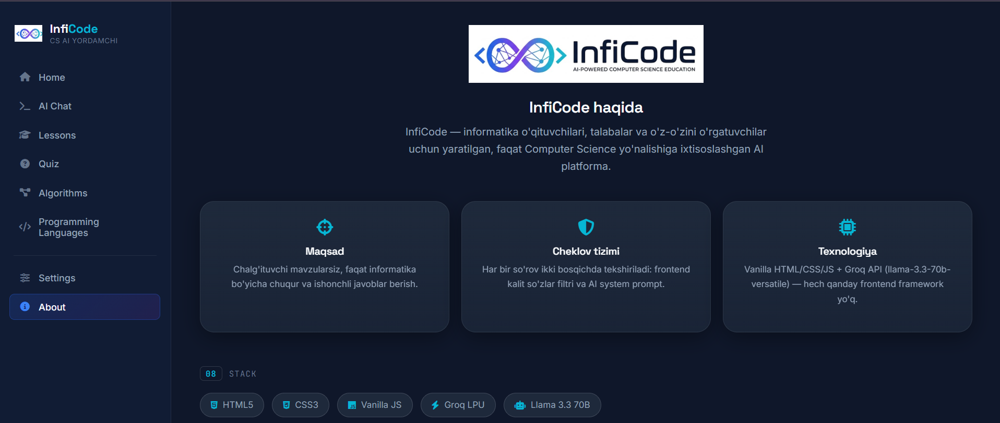 InfiCode
CS AI YORDAMCHI
Home
AI Chat
Lessons
Quiz
Algorithms
Programming
Languages
Settings
About
InfiCode
AI-POWERED COMPUTER SCIENCE EDUCATION
InfiCode haqida
InfiCode — informatika o'qituvchilari, talabalar va o'z-o'zini o'rgatuvchilar
uchun yaratilgan, faqat Computer Science yo'nalishiga ixtisoslashgan AI
platforma.
Maqsad
Chalg'ituvchi mavzularsiz, faqat informatika
bo'yicha chuqur va ishonchli javoblar berish.
Cheklov tizimi
Har bir so'rov ikki bosqichda tekshiriladi: frontend
kalit so'zlar filtri va AI system prompt.
Texnologiya
Vanilla HTML/CSS/JS + Groq API (llama-3.3-70b-
versatile) — hech qanday frontend framework
yo'q.
08 STACK
HTML5
CSS3
JS Vanilla JS
Groq LPU
Llama 3.3 70B